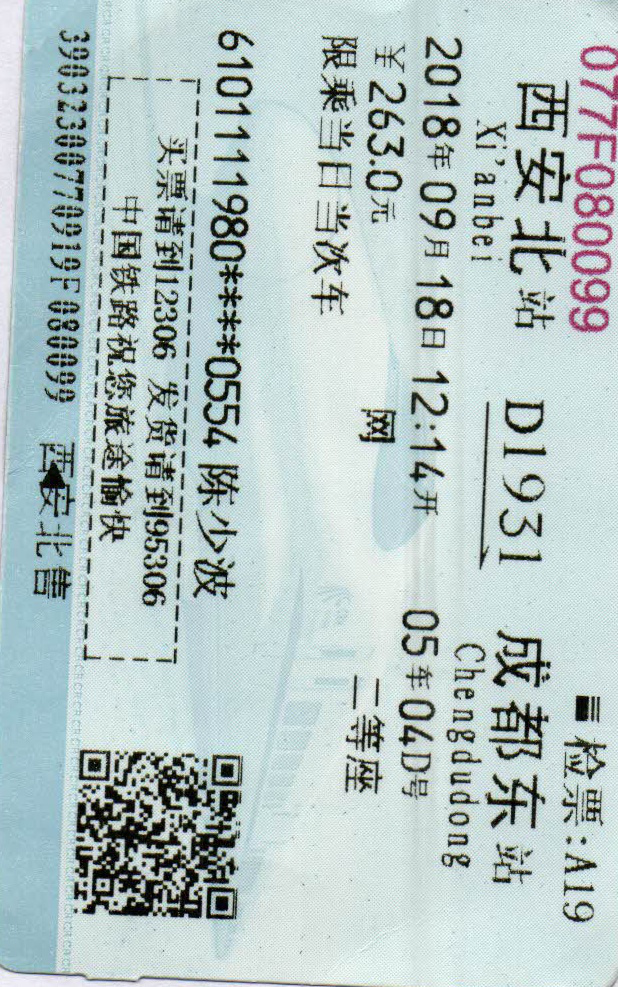 077F080099 检票:A19
西安北站 D1931 成都东站
Xi'anbei Chengdudong
2018年09月18日12:14开 05车04D号
￥263.0元 网 二等座
限乘当日当次车
6101111980****0554 陈少波
买票请到12306 发货请到95306
中国铁路祝您旅途愉快
39032300770919F080099 西安北售